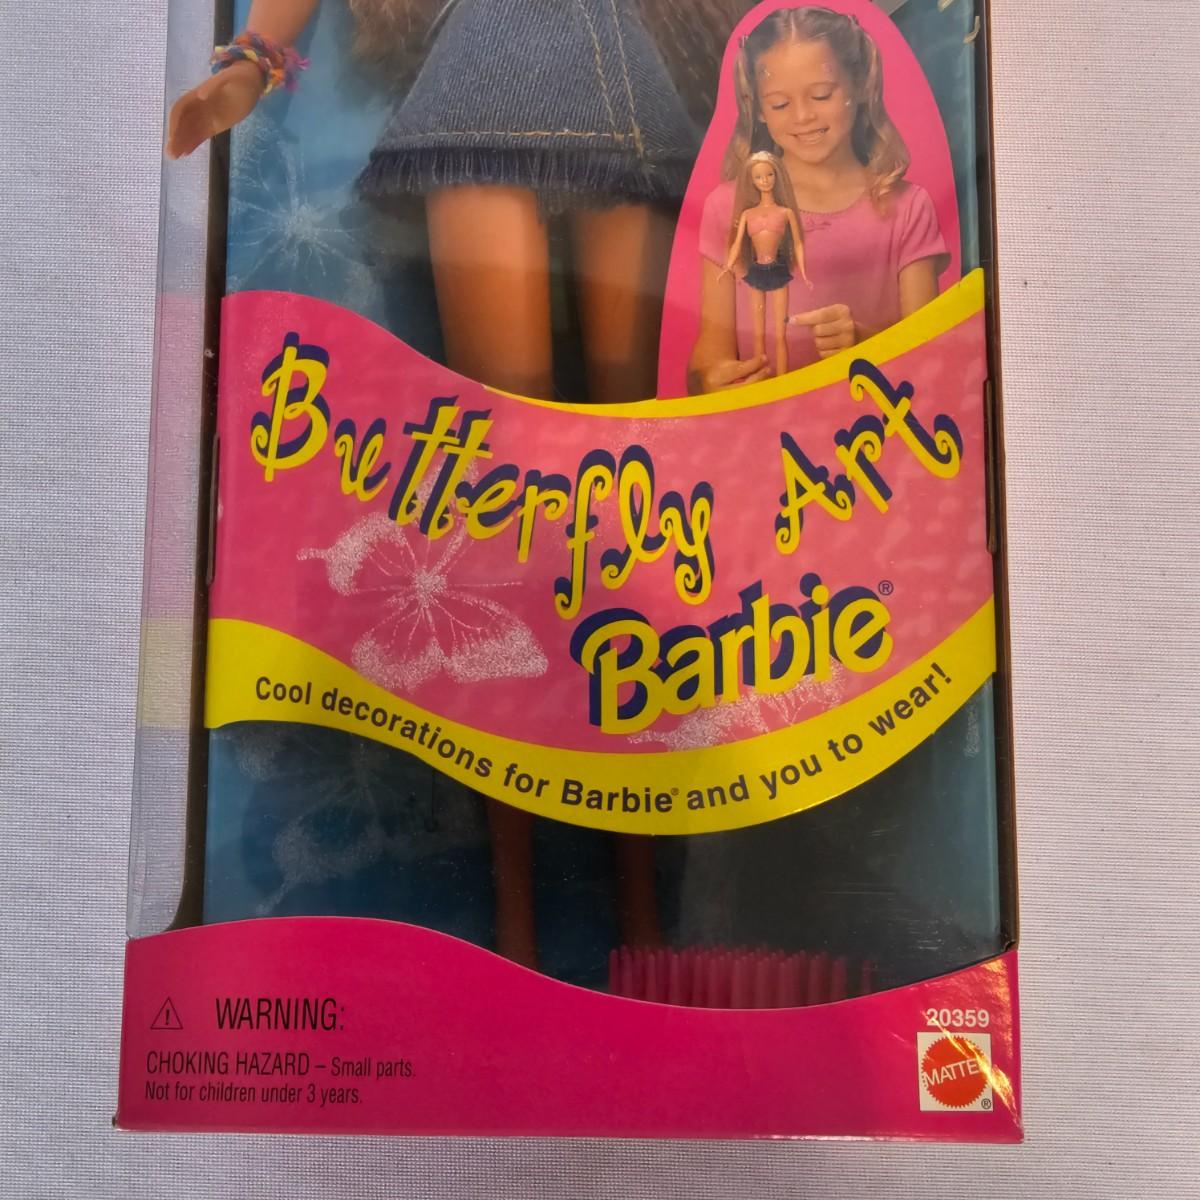 Butterfly Art
Barbie®
Cool decorations for Barbie® and you to wear!
WARNING:
CHOKING HAZARD – Small parts.
Not for children under 3 years.
20359
MATTEL
®